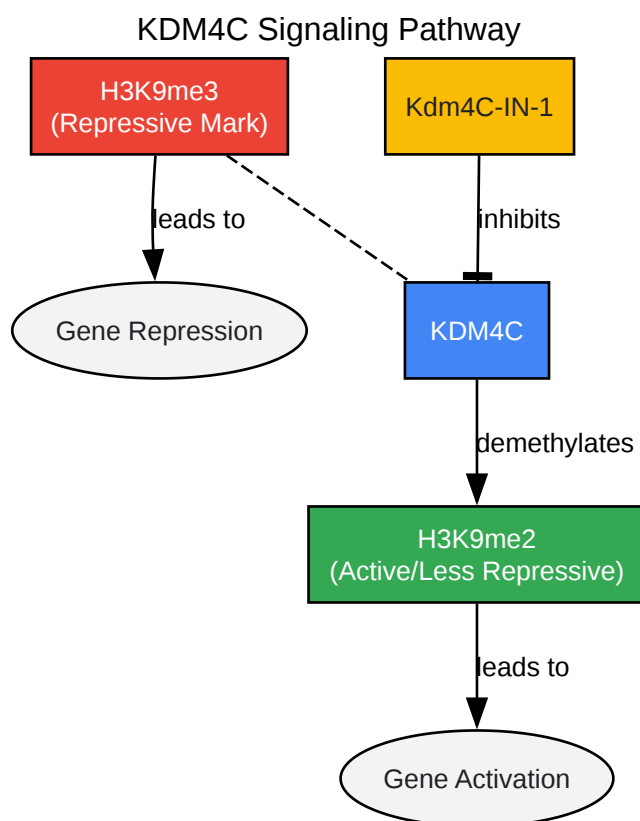 KDM4C Signaling Pathway
H3K9me3
(Repressive Mark)
Kdm4C-IN-1
leads to
inhibits
Gene Repression
KDM4C
demethylates
H3K9me2
(Active/Less Repressive)
leads to
Gene Activation